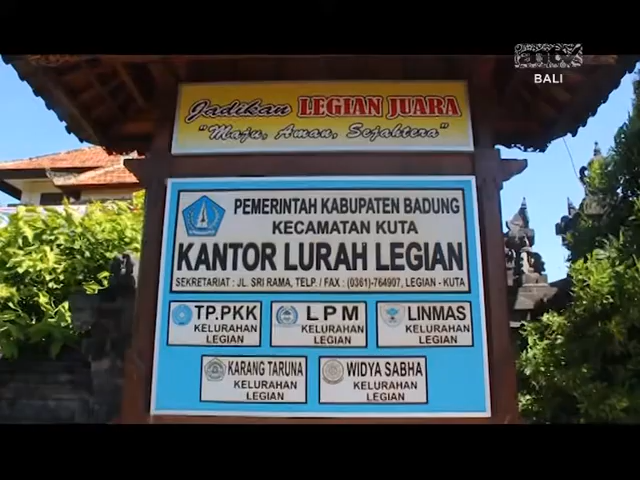 BALI
Jadikan LEGIAN JUARA
"Maju, Aman, Sejahtera"
PEMERINTAH KABUPATEN BADUNG
KECAMATAN KUTA
KANTOR LURAH LEGIAN
SEKRETARIAT : JL. SRI RAMA, TELP. / FAX : (0361)-764907, LEGIAN - KUTA
TP.PKK
KELURAHAN
LEGIAN
LPM
KELURAHAN
LEGIAN
LINMAS
KELURAHAN
LEGIAN
KARANG TARUNA
KELURAHAN
LEGIAN
WIDYA SABHA
KELURAHAN
LEGIAN